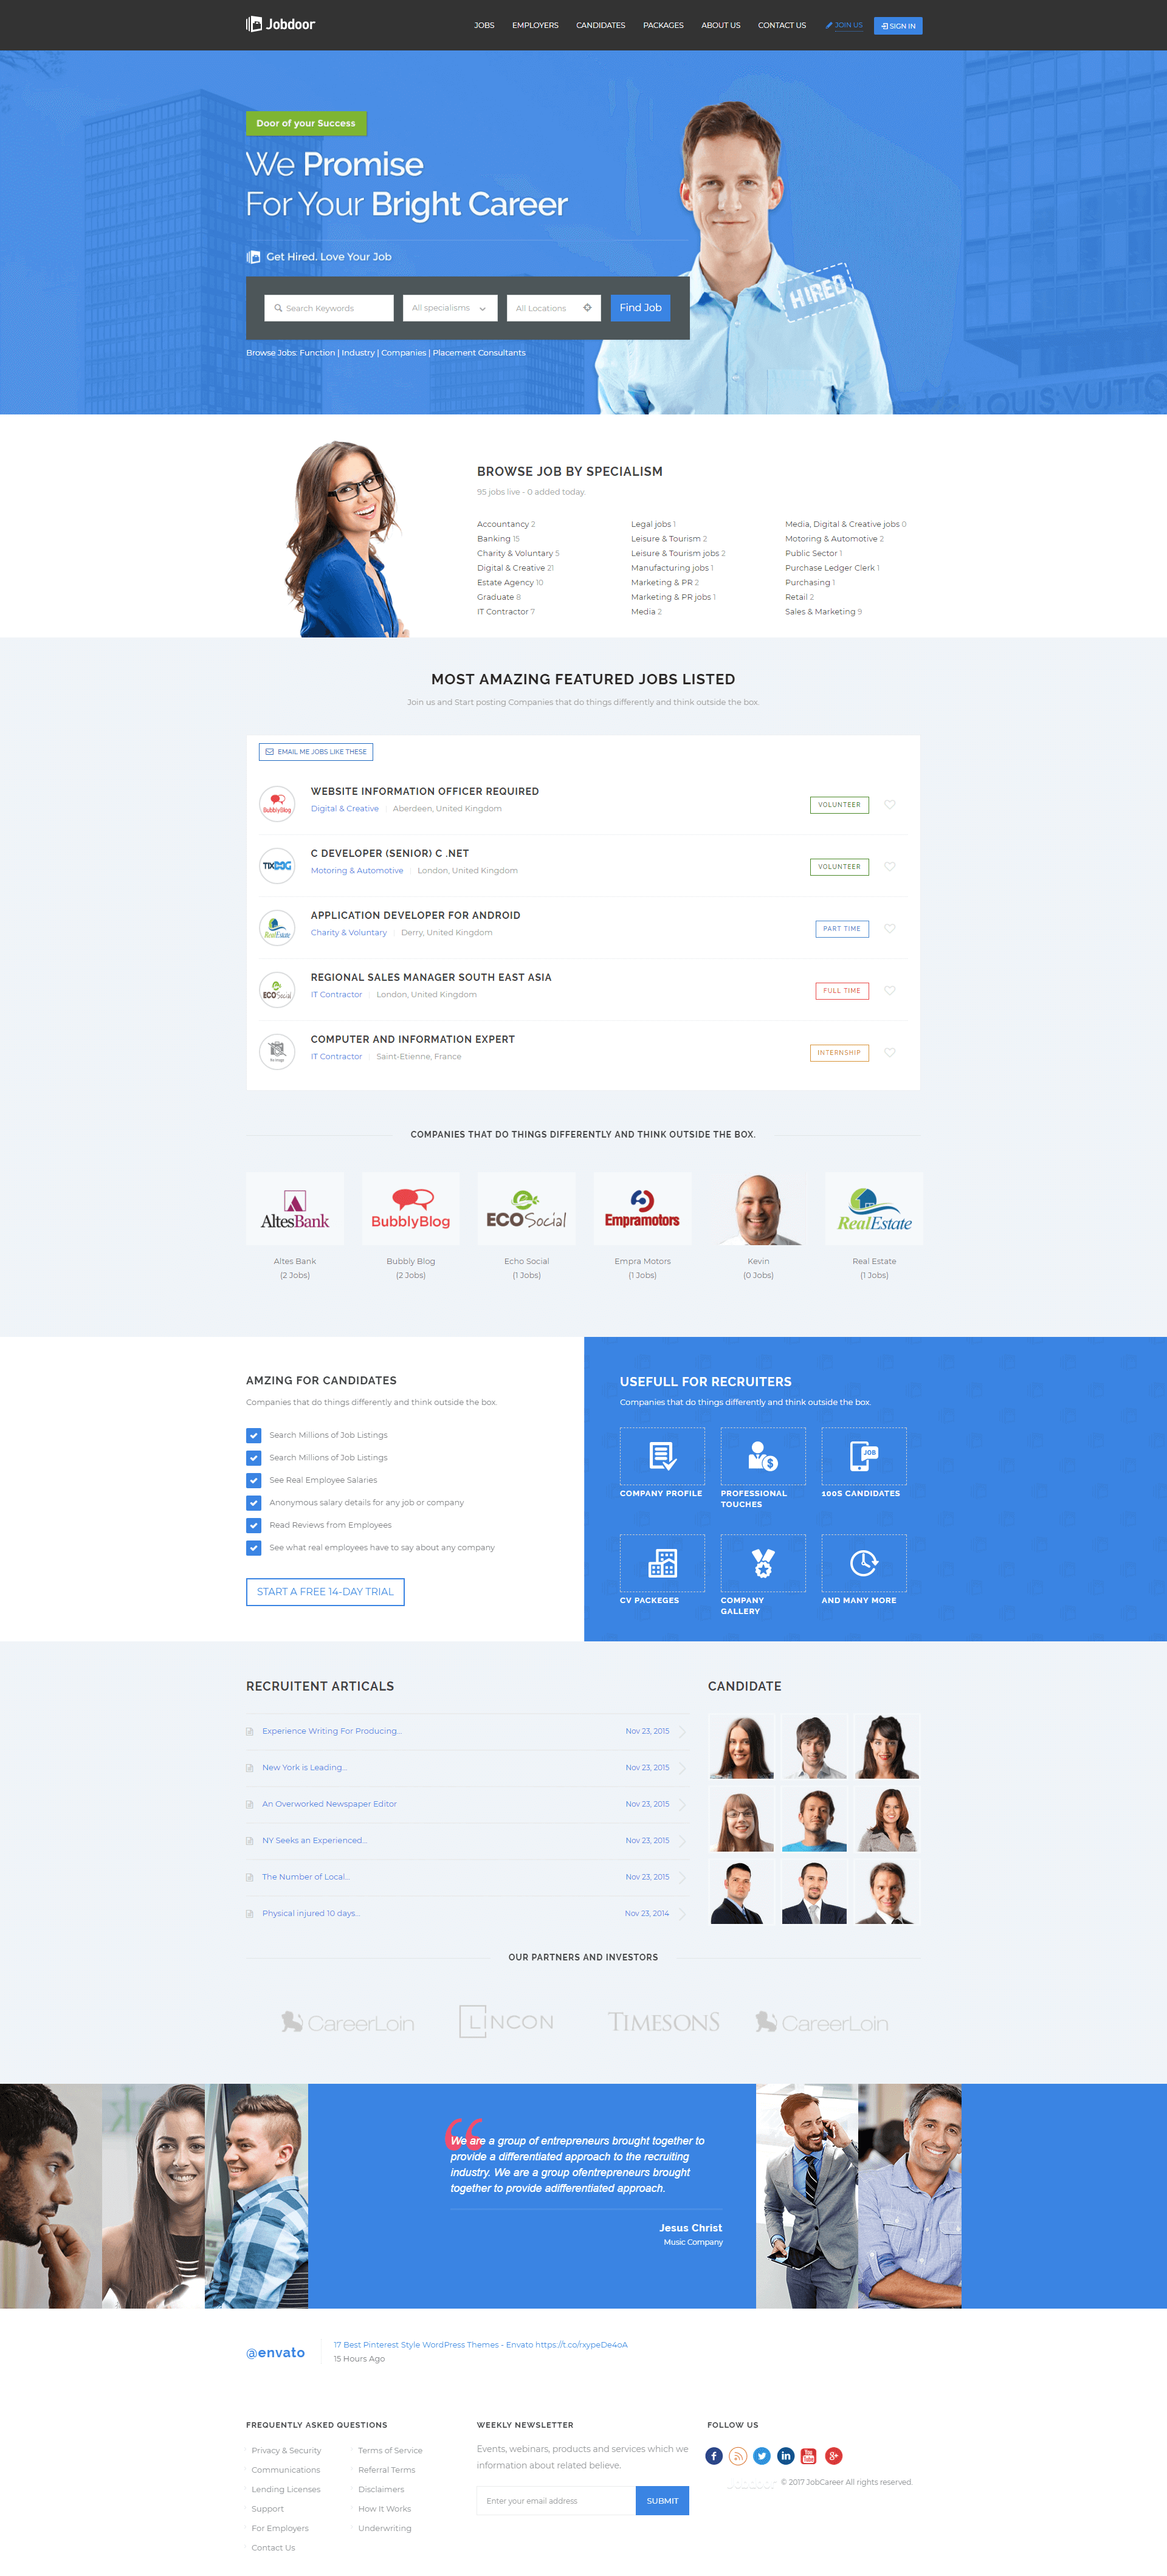 Jobdoor
JOBS EMPLOYERS CANDIDATES PACKAGES ABOUT US CONTACT US JOIN US SIGN IN
Door of your Success
We Promise
For Your Bright Career
Get Hired. Love Your Job
HIRED
Search Keywords All specialisms All Locations Find Job
Browse Jobs: Function | Industry | Companies | Placement Consultants
LOUIS VUITTO
BROWSE JOB BY SPECIALISM
95 jobs live - 0 added today.
Accountancy 2 Legal jobs 1 Media, Digital & Creative jobs 0
Banking 15 Leisure & Tourism 2 Motoring & Automotive 2
Charity & Voluntary 5 Leisure & Tourism jobs 2 Public Sector 1
Digital & Creative 21 Manufacturing jobs 1 Purchase Ledger Clerk 1
Estate Agency 10 Marketing & PR 2 Purchasing 1
Graduate 8 Marketing & PR jobs 1 Retail 2
IT Contractor 7 Media 2 Sales & Marketing 9
MOST AMAZING FEATURED JOBS LISTED
Join us and Start posting Companies that do things differently and think outside the box.
EMAIL ME JOBS LIKE THESE
BubblyBlog
WEBSITE INFORMATION OFFICER REQUIRED
Digital & Creative Aberdeen, United Kingdom
VOLUNTEER
TIXDOG
C DEVELOPER (SENIOR) C .NET
Motoring & Automotive London, United Kingdom
VOLUNTEER
RealEstate
APPLICATION DEVELOPER FOR ANDROID
Charity & Voluntary Derry, United Kingdom
PART TIME
ECO Social
REGIONAL SALES MANAGER SOUTH EAST ASIA
IT Contractor London, United Kingdom
FULL TIME
No Image
COMPUTER AND INFORMATION EXPERT
IT Contractor Saint-Etienne, France
INTERNSHIP
COMPANIES THAT DO THINGS DIFFERENTLY AND THINK OUTSIDE THE BOX.
AltesBank BubblyBlog ECO Social Empramotors RealEstate
Altes Bank Bubbly Blog Echo Social Empra Motors Kevin Real Estate
(2 Jobs) (2 Jobs) (1 Jobs) (1 Jobs) (0 Jobs) (1 Jobs)
AMZING FOR CANDIDATES
Companies that do things differently and think outside the box.
Search Millions of Job Listings
Search Millions of Job Listings
See Real Employee Salaries
Anonymous salary details for any job or company
Read Reviews from Employees
See what real employees have to say about any company
START A FREE 14-DAY TRIAL
USEFULL FOR RECRUITERS
Companies that do things differently and think outside the box.
JOB
COMPANY PROFILE PROFESSIONAL TOUCHES 100S CANDIDATES
CV PACKEGES COMPANY GALLERY AND MANY MORE
RECRUITENT ARTICALS
Experience Writing For Producing... Nov 23, 2015
New York is Leading... Nov 23, 2015
An Overworked Newspaper Editor Nov 23, 2015
NY Seeks an Experienced... Nov 23, 2015
The Number of Local... Nov 23, 2015
Physical injured 10 days... Nov 23, 2014
CANDIDATE
OUR PARTNERS AND INVESTORS
CareerLoin LINCON TIMESONS CareerLoin
We are a group of entrepreneurs brought together to
provide a differentiated approach to the recruiting
industry. We are a group ofentrepreneurs brought
together to provide adifferentiated approach.
Jesus Christ
Music Company
@envato
17 Best Pinterest Style WordPress Themes - Envato https://t.co/rxypeDe4oA
15 Hours Ago
FREQUENTLY ASKED QUESTIONS
Privacy & Security Terms of Service
Communications Referral Terms
Lending Licenses Disclaimers
Support How It Works
For Employers Underwriting
Contact Us
WEEKLY NEWSLETTER
Events, webinars, products and services which we
information about related believe.
Enter your email address SUBMIT
FOLLOW US
© 2017 JobCareer All rights reserved.